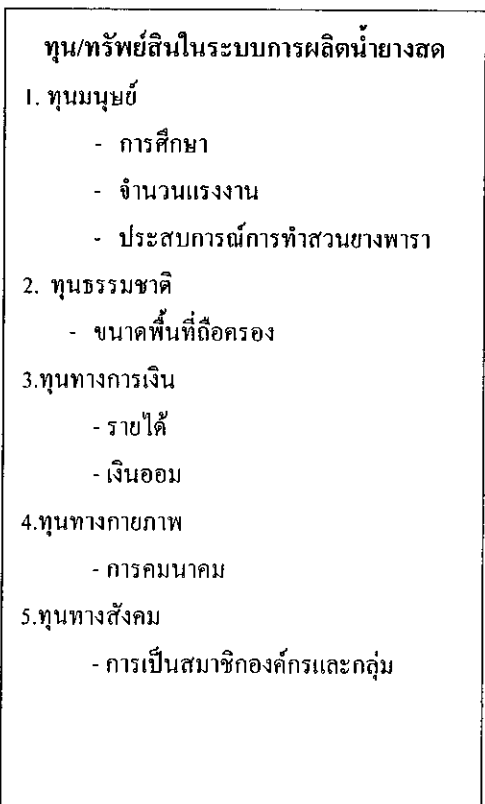 ทุน/ทรัพย์สินในระบบการผลิตน้ำยางสด
1. ทุนมนุษย์
- การศึกษา
- จำนวนแรงงาน
- ประสบการณ์การทำสวนยางพารา
2. ทุนธรรมชาติ
- ขนาดพื้นที่ถือครอง
3.ทุนทางการเงิน
- รายได้
- เงินออม
4.ทุนทางกายภาพ
- การคมนาคม
5.ทุนทางสังคม
- การเป็นสมาชิกองค์กรและกลุ่ม